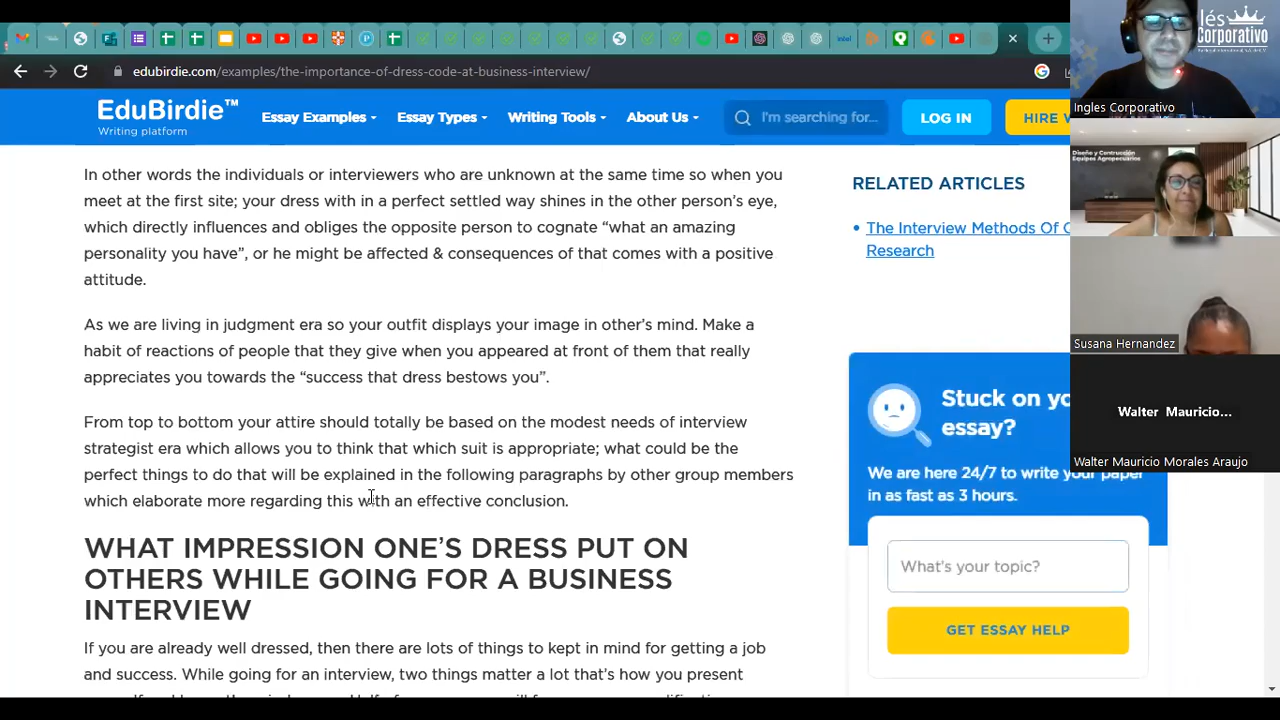 edubirdie.com/examples/the-importance-of-dress-code-at-business-interview/
EduBirdie™
Writing platform
Essay Examples
Essay Types
Writing Tools
About Us
I'm searching for...
LOG IN
HIRE
In other words the individuals or interviewers who are unknown at the same time so when you
meet at the first site; your dress with in a perfect settled way shines in the other person's eye,
which directly influences and obliges the opposite person to cognate “what an amazing
personality you have”, or he might be affected & consequences of that comes with a positive
attitude.
As we are living in judgment era so your outfit displays your image in other's mind. Make a
habit of reactions of people that they give when you appeared at front of them that really
appreciates you towards the “success that dress bestows you”.
From top to bottom your attire should totally be based on the modest needs of interview
strategist era which allows you to think that which suit is appropriate; what could be the
perfect things to do that will be explained in the following paragraphs by other group members
which elaborate more regarding this with an effective conclusion.
WHAT IMPRESSION ONE'S DRESS PUT ON
OTHERS WHILE GOING FOR A BUSINESS
INTERVIEW
If you are already well dressed, then there are lots of things to kept in mind for getting a job
and success. While going for an interview, two things matter a lot that's how you present
RELATED ARTICLES
The Interview Methods Of
Research
Stuck on
essay?
We are here 24/7 to write your paper
in as fast as 3 hours.
What's your topic?
GET ESSAY HELP
lés
Corporativo
Ingles Corporativo
Diseño y Contrucción
Equipos Agropecuarios
Susana Hernandez
Walter Mauricio...
Walter Mauricio Morales Araujo